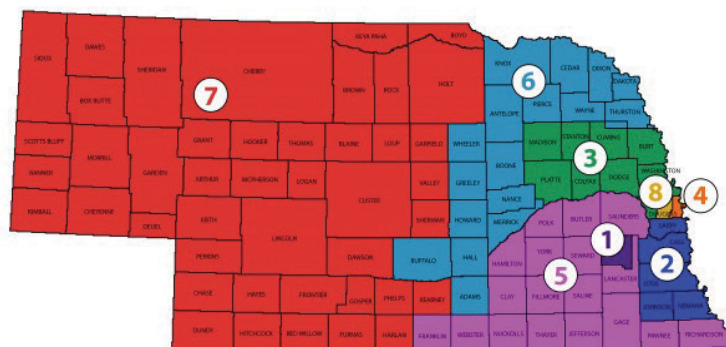 KEYA PAHA BOYD
SIOUX DAWES SHERIDAN CHERRY KNOX CEDAR DIXON
BROWN ROCK HOLT 6 DAKOTA
BOX BUTTE 7 ANTELOPE PIERCE WAYNE THURSTON
SCOTTS BLUFF GRANT HOOKER THOMAS BLAINE LOUP GARFIELD WHEELER MADISON STANTON CUMING BURT
MORRILL BOONE 3
BANNER GARDEN ARTHUR MCPHERSON LOGAN VALLEY GREELEY PLATTE COLFAX DODGE WASHINGTON
CUSTER NANCE 8 4
KIMBALL CHEYENNE DEUEL KEITH SHERMAN HOWARD MERRICK POLK BUTLER SAUNDERS
LINCOLN SARPY
PERKINS DAWSON BUFFALO HALL HAMILTON YORK SEWARD 1 CASS
5 LANCASTER 2
CHASE HAYES FRONTIER GOSPER PHELPS KEARNEY ADAMS CLAY FILLMORE SALINE OTOE
JOHNSON NEMAHA
GAGE
DUNDY HITCHCOCK RED WILLOW FURNAS HARLAN FRANKLIN WEBSTER NUCKOLLS THAYER JEFFERSON PAWNEE RICHARDSON